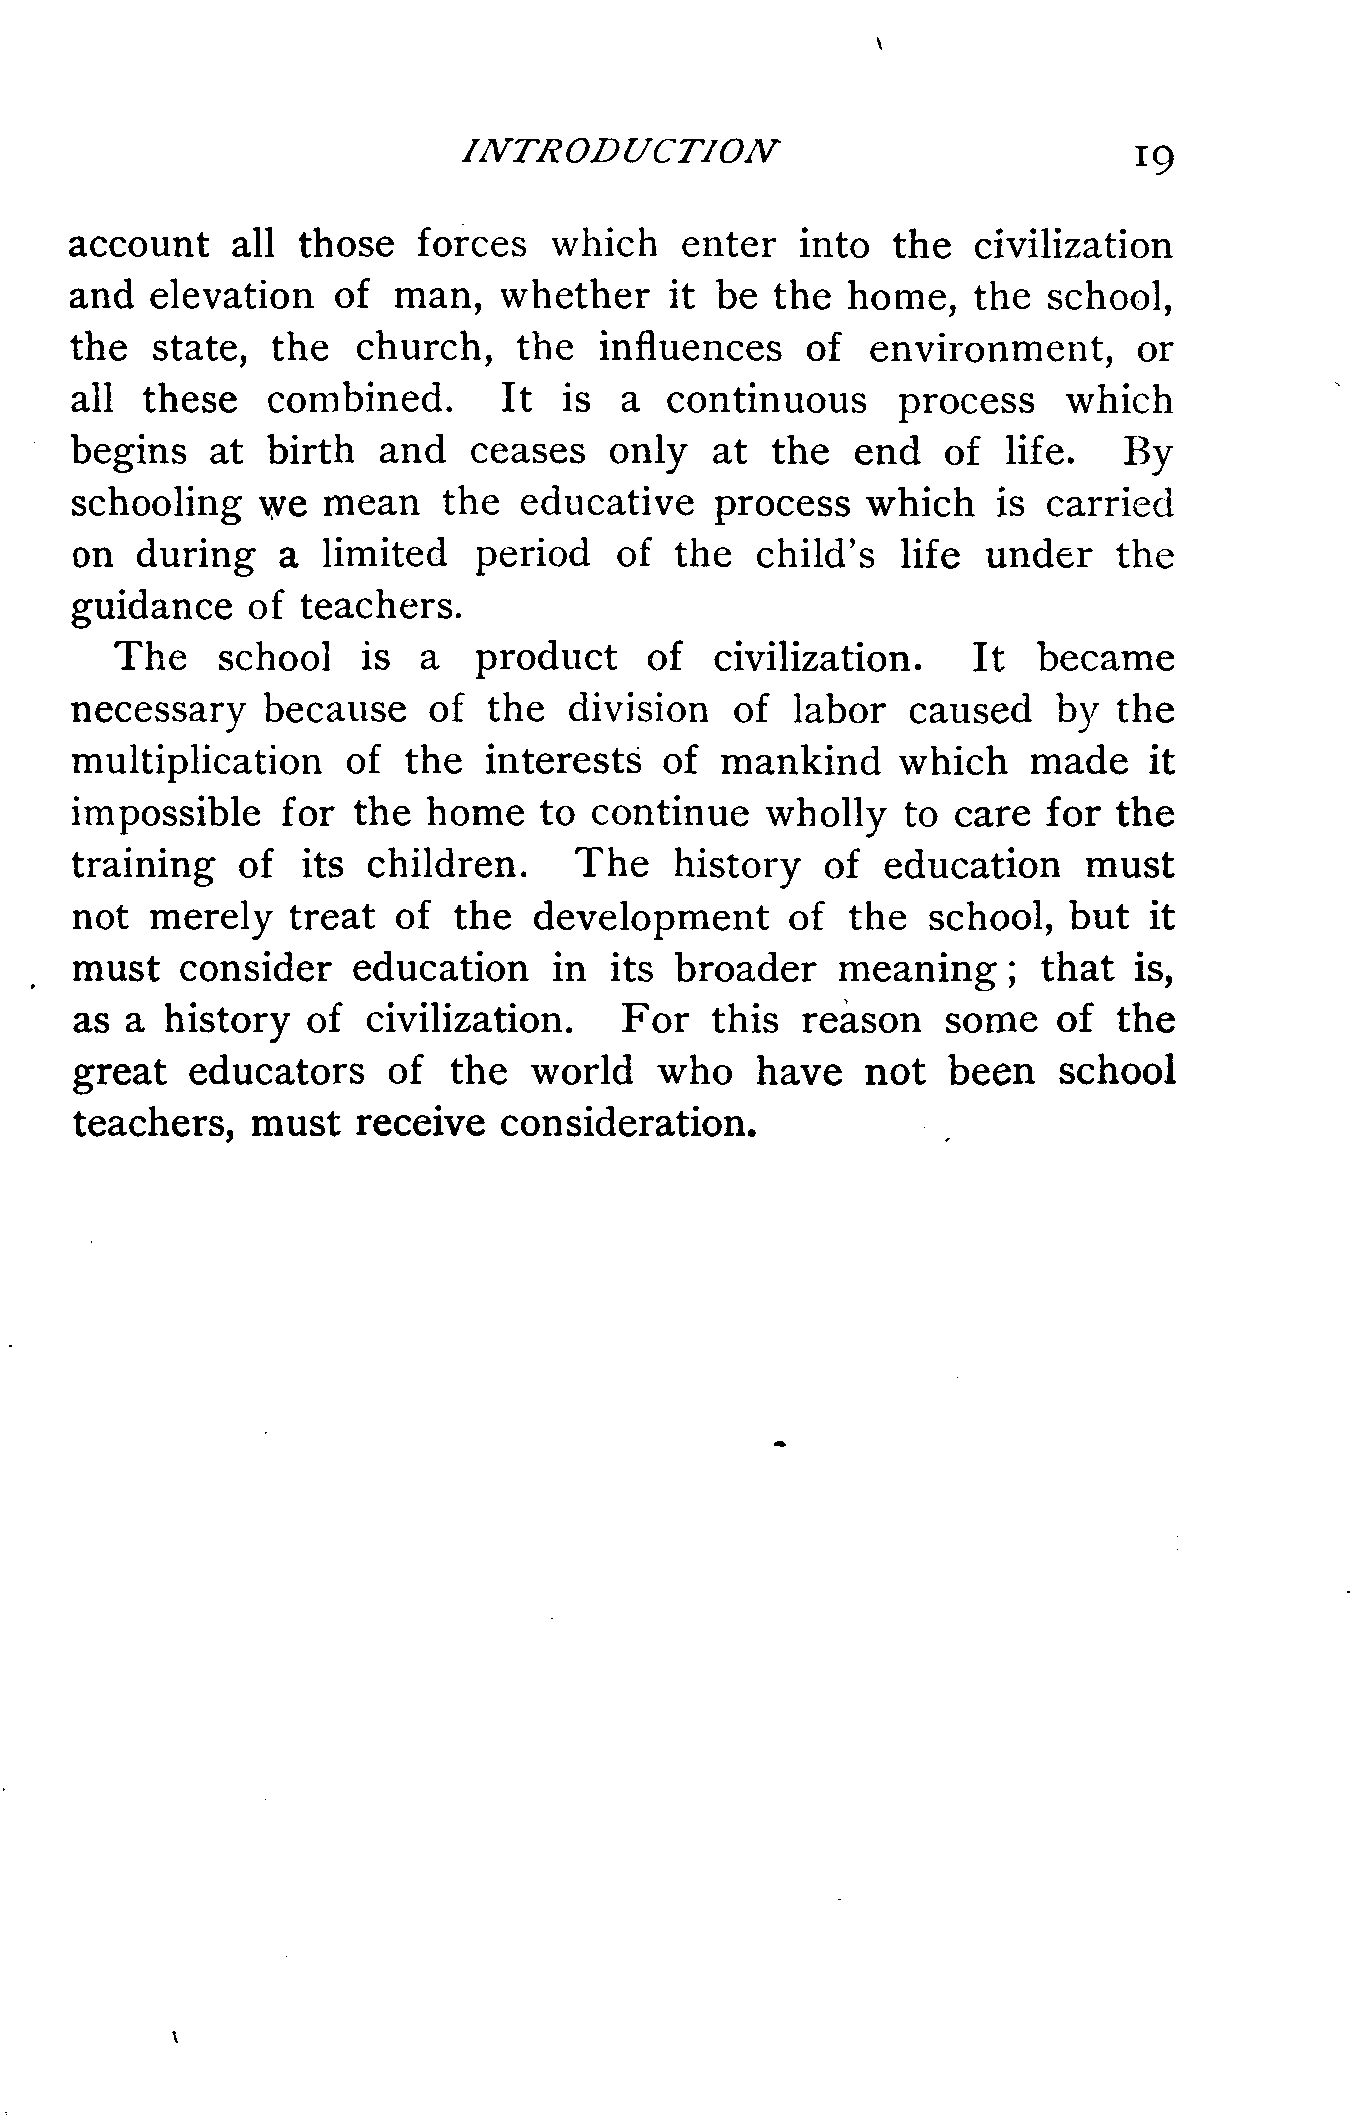 INTRODUCTION 19
account all those forces which enter into the civilization
and elevation of man, whether it be the home, the school,
the state, the church, the influences of environment, or
all these combined. It is a continuous process which
begins at birth and ceases only at the end of life. By
schooling we mean the educative process which is carried
on during a limited period of the child's life under the
guidance of teachers.
The school is a product of civilization. It became
necessary because of the division of labor caused by the
multiplication of the interests of mankind which made it
impossible for the home to continue wholly to care for the
training of its children. The history of education must
not merely treat of the development of the school, but it
must consider education in its broader meaning; that is,
as a history of civilization. For this reason some of the
great educators of the world who have not been school
teachers, must receive consideration.